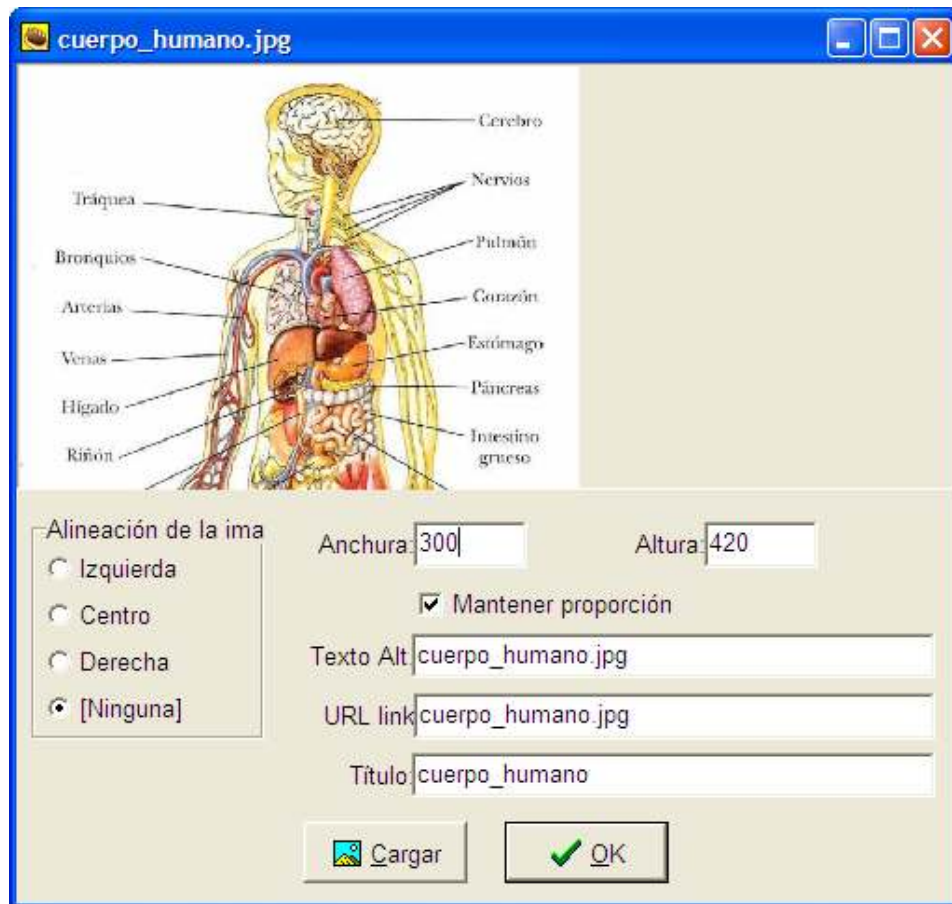 cuerpo_humano.jpg
Cerebro
Nervios
Tráquea
Pulmón
Bronquios
Corazón
Arterias
Estómago
Venas
Páncreas
Hígado
Intestino
grueso
Riñón
Alineación de la ima
Izquierda
Centro
Derecha
[Ninguna]
Anchura: 300
Altura: 420
Mantener proporción
Texto Alt: cuerpo_humano.jpg
URL link cuerpo_humano.jpg
Título: cuerpo_humano
Cargar
OK